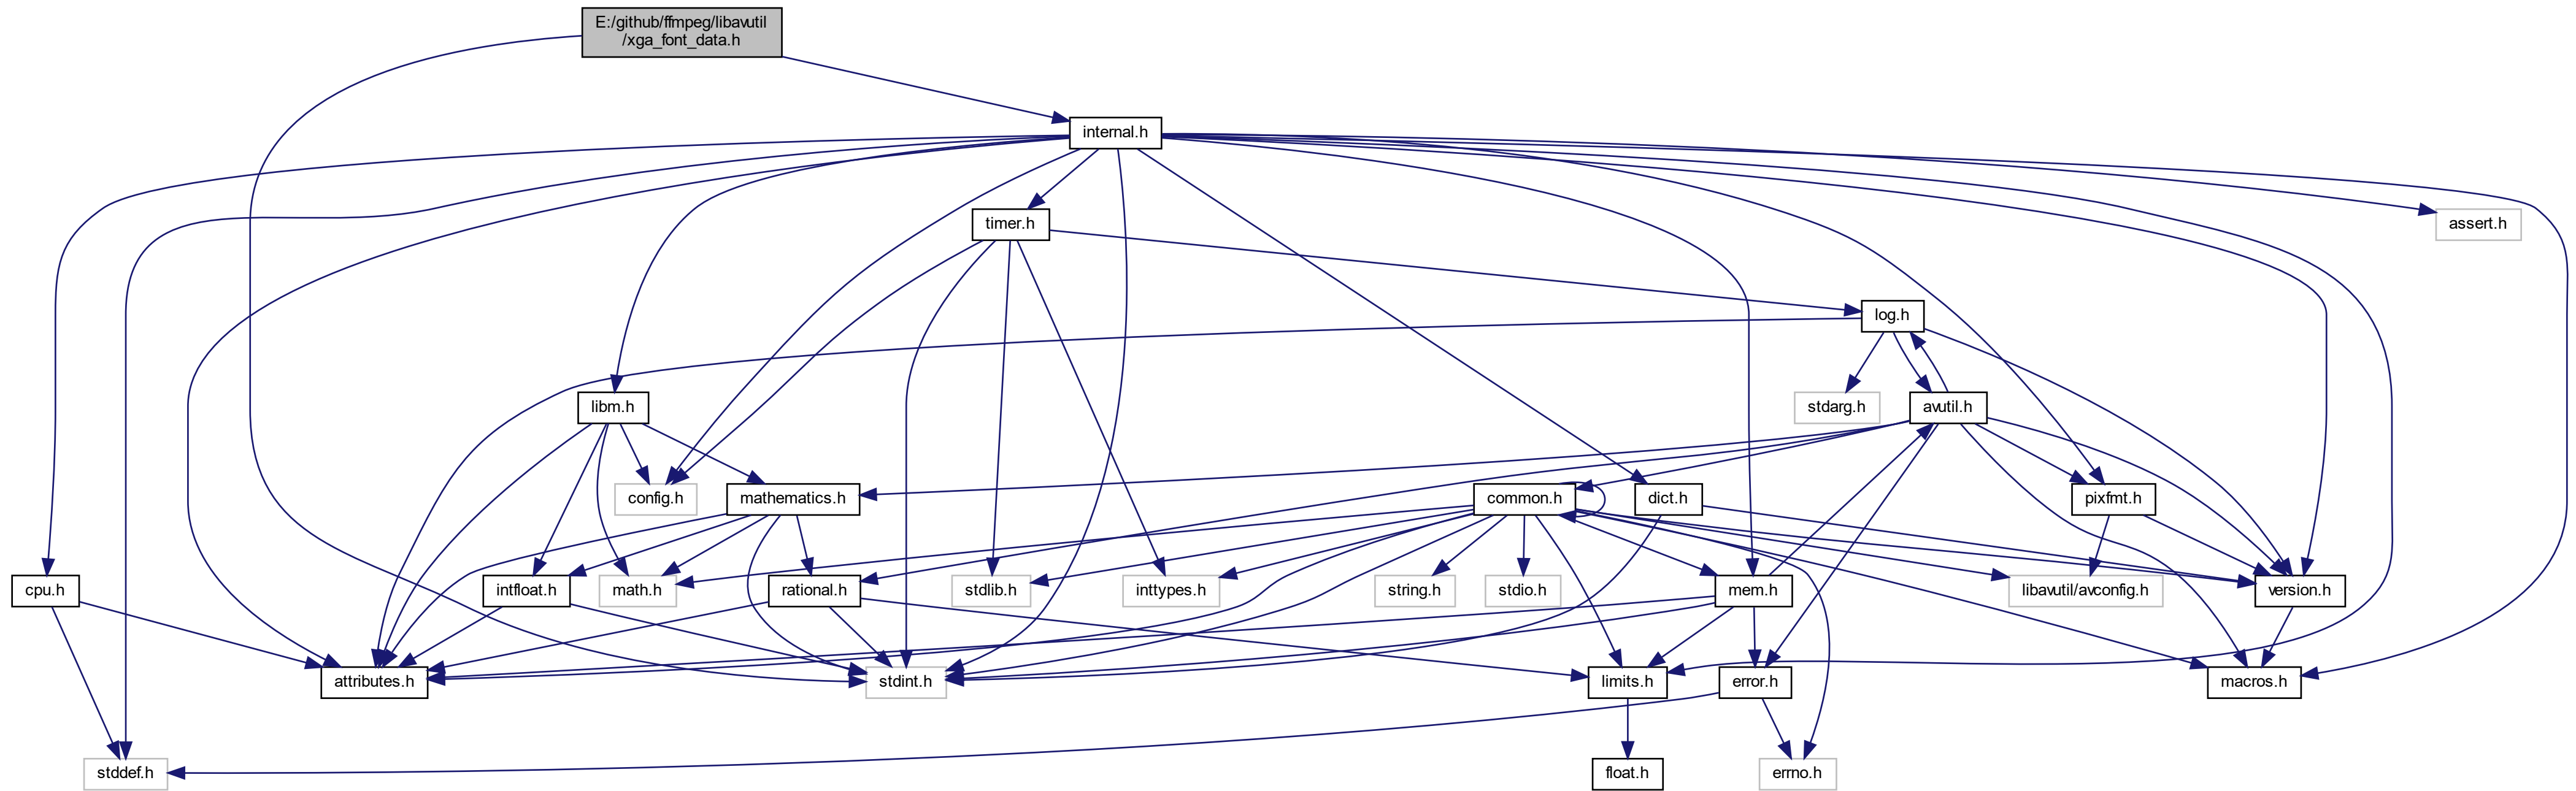 E:/github/ffmpeg/libavutil
/xga_font_data.h
internal.h
timer.h
assert.h
log.h
libm.h
stdarg.h
avutil.h
config.h
mathematics.h
common.h
dict.h
pixfmt.h
cpu.h
intfloat.h
math.h
rational.h
stdlib.h
inttypes.h
string.h
stdio.h
mem.h
libavutil/avconfig.h
version.h
attributes.h
stdint.h
limits.h
error.h
macros.h
stddef.h
float.h
errno.h